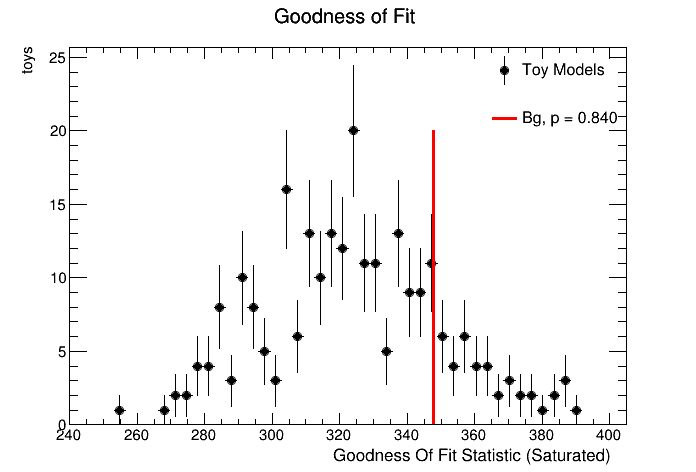 Goodness of Fit
toys
25
20
15
10
5
0
Toy Models
Bg, p = 0.840
240 260 280 300 320 340 360 380 400
Goodness Of Fit Statistic (Saturated)